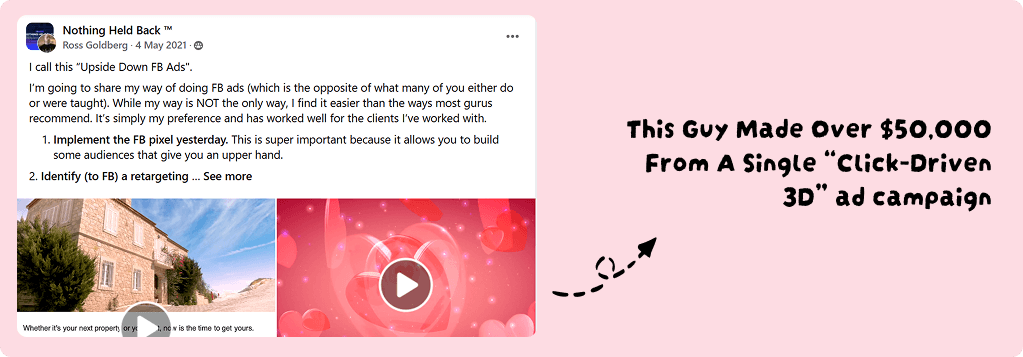 Nothing Held Back ™
Ross Goldberg · 4 May 2021 ·
I call this “Upside Down FB Ads".
I’m going to share my way of doing FB ads (which is the opposite of what many of you either do
or were taught). While my way is NOT the only way, I find it easier than the ways most gurus
recommend. It’s simply my preference and has worked well for the clients I’ve worked with.
1. Implement the FB pixel yesterday. This is super important because it allows you to build
some audiences that give you an upper hand.
2. Identify (to FB) a retargeting ... See more
Whether it's your next property or , now is the time to get yours.
This Guy Made Over $50,000
From A Single “Click-Driven
3D” ad campaign